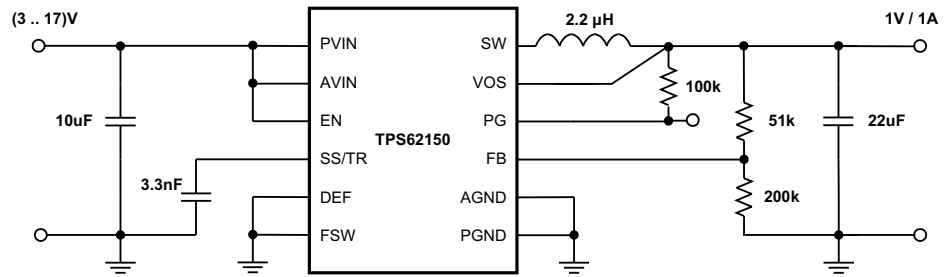 (3 .. 17)V
2.2 µH
1V / 1A
PVIN
SW
AVIN
VOS
100k
10uF
EN
PG
51k
22uF
TPS62150
SS/TR
FB
3.3nF
DEF
AGND
200k
FSW
PGND